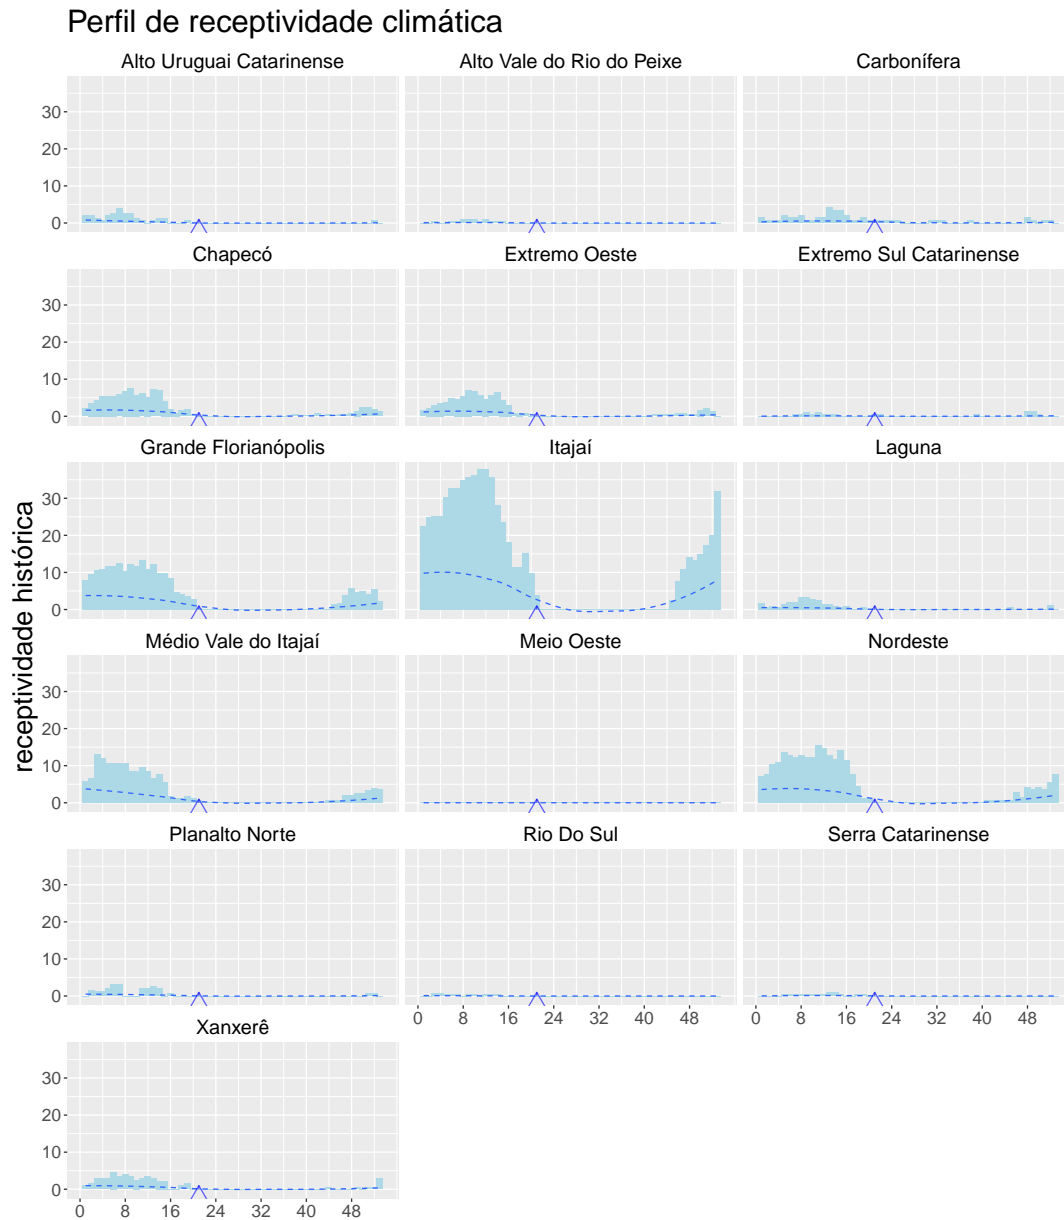 Perfil de receptividade climática
Alto Uruguai Catarinense
Alto Vale do Rio do Peixe
Carbonífera
30
20
10
0
Chapecó
Extremo Oeste
Extremo Sul Catarinense
30
20
10
0
Grande Florianópolis
Itajaí
Laguna
30
20
10
0
receptividade histórica
Médio Vale do Itajaí
Meio Oeste
Nordeste
30
20
10
0
Planalto Norte
Rio Do Sul
Serra Catarinense
30
20
10
0
0 8 16 24 32 40 48
0 8 16 24 32 40 48
Xanxerê
30
20
10
0
0 8 16 24 32 40 48